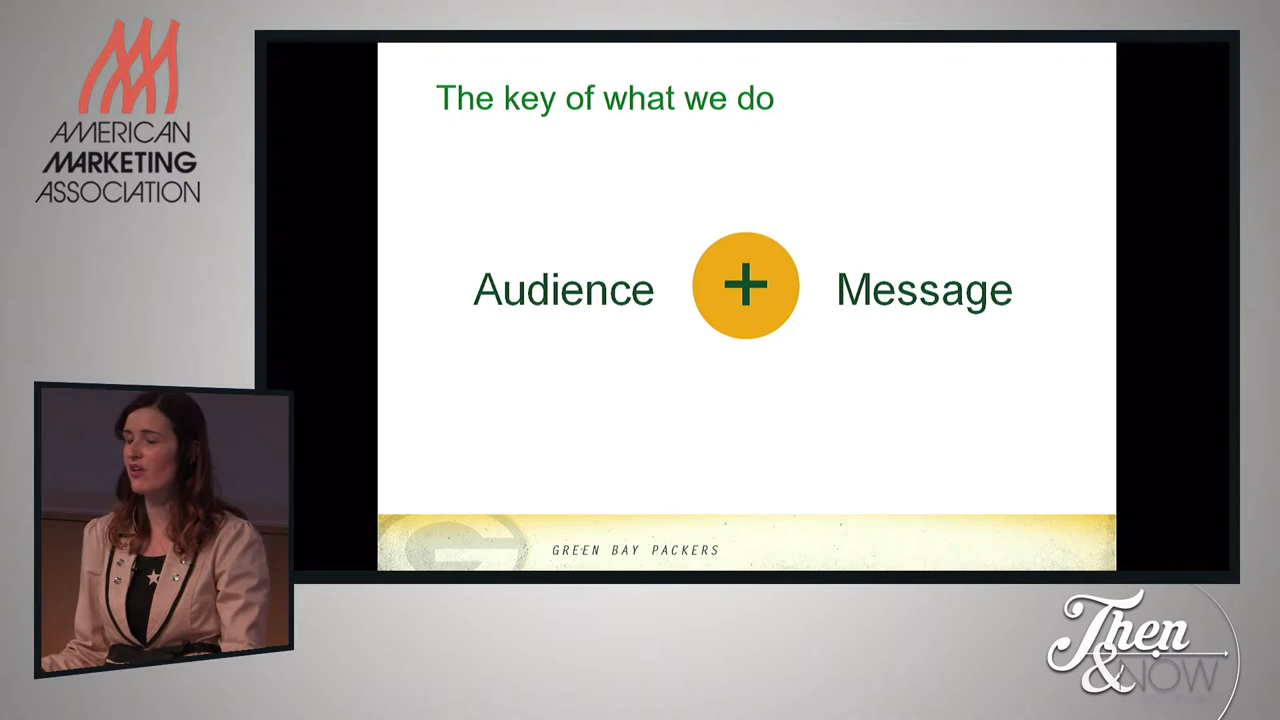 AMERICAN
MARKETING
ASSOCIATION
The key of what we do
Audience + Message
G
GREEN BAY PACKERS
Then
& NOW